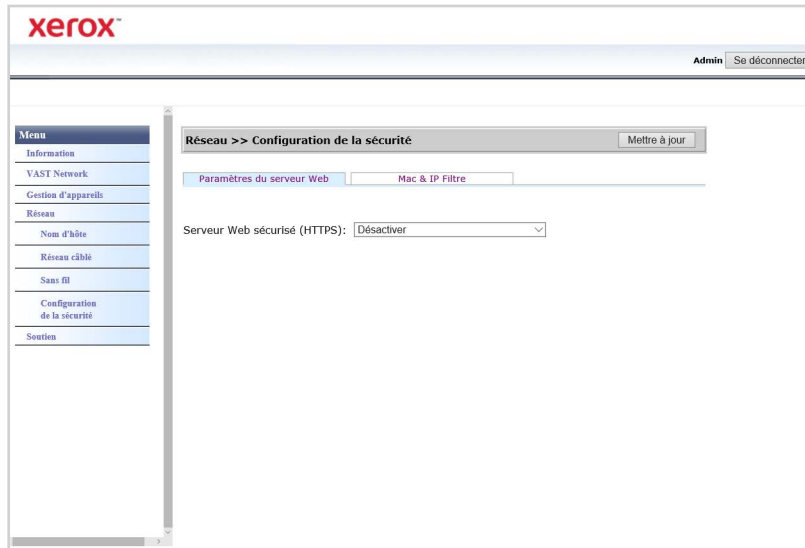 xerox™
Admin Se déconnecter
Menu
Information
VAST Network
Gestion d'appareils
Réseau
Nom d'hôte
Réseau câblé
Sans fil
Configuration
de la sécurité
Soutien
Réseau >> Configuration de la sécurité
Mettre à jour
Paramètres du serveur Web
Mac & IP Filtre
Serveur Web sécurisé (HTTPS): Désactiver